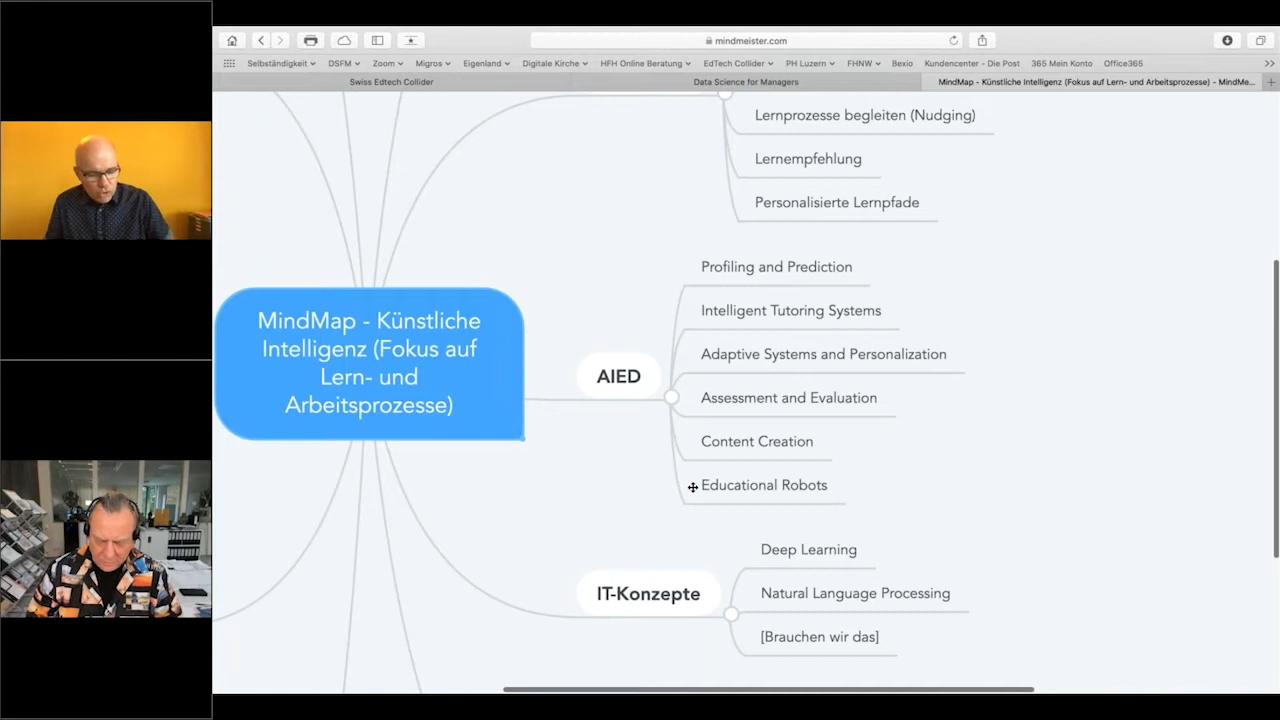 mindmeister.com
Selbständigkeit
DSFM
Zoom
Migros
Eigenland
Digitale Kirche
HFH Online Beratung
EdTech Collider
PH Luzern
FHNW
Bexio
Kundencenter - Die Post
365 Mein Konto
Office365
Swiss Edtech Collider
Data Science for Managers
MindMap - Künstliche Intelligenz (Fokus auf Lern- und Arbeitsprozesse) - MindMe...
Lernprozesse begleiten (Nudging)
Lernempfehlung
Personalisierte Lernpfade
MindMap - Künstliche
Intelligenz (Fokus auf
Lern- und
Arbeitsprozesse)
AIED
Profiling and Prediction
Intelligent Tutoring Systems
Adaptive Systems and Personalization
Assessment and Evaluation
Content Creation
Educational Robots
IT-Konzepte
Deep Learning
Natural Language Processing
[Brauchen wir das]